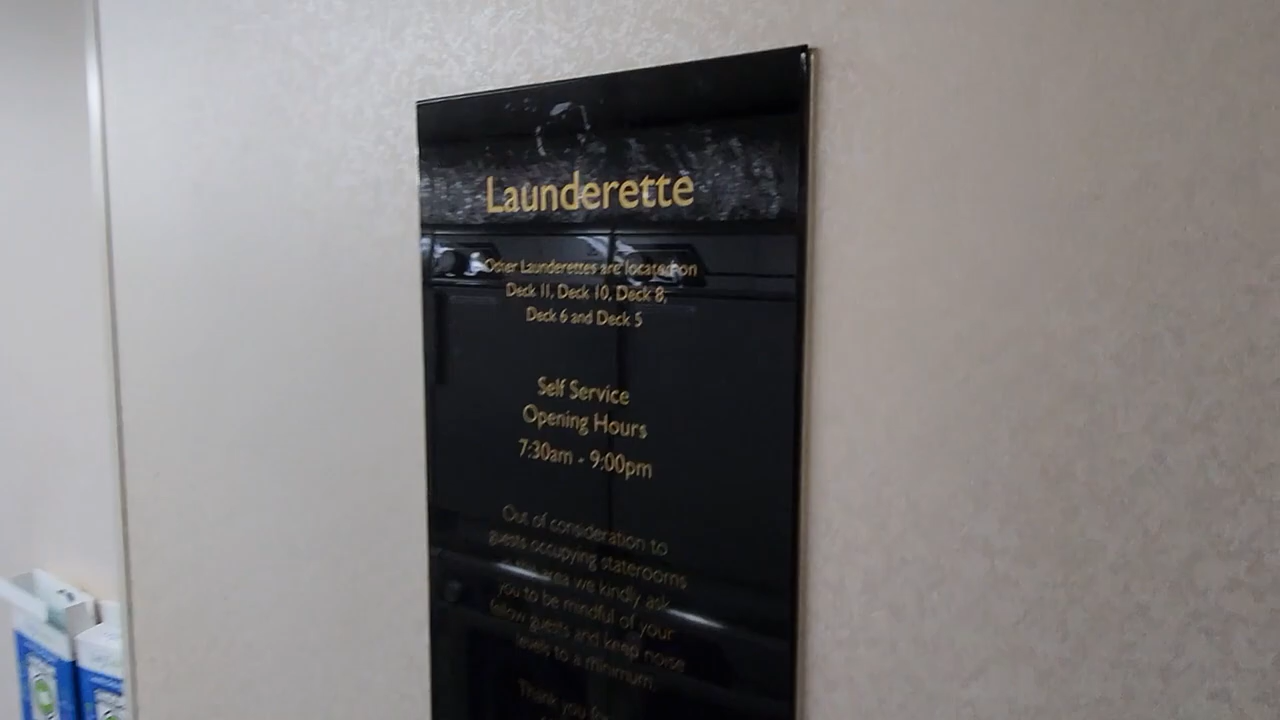 Launderette
Other Launderettes are located on
Deck 11, Deck 10, Deck 8,
Deck 6 and Deck 5
Self Service
Opening Hours
7:30am - 9:00pm
Out of consideration to
guests occupying staterooms
this area we kindly ask
you to be mindful of your
fellow guests and keep noise
levels to a minimum.
Thank you for